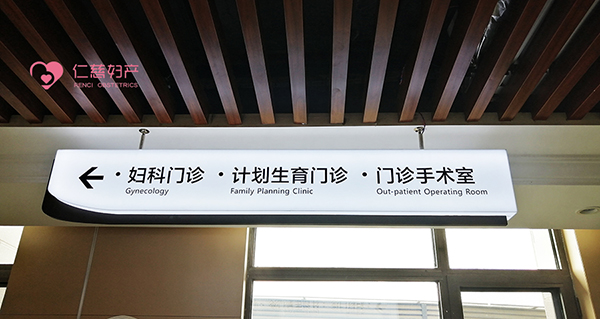 仁慈妇产
RENCI OBSTETRICS
← ·妇科门诊 ·计划生育门诊 ·门诊手术室
Gynecology Family Planning Clinic Out-patient Operating Room